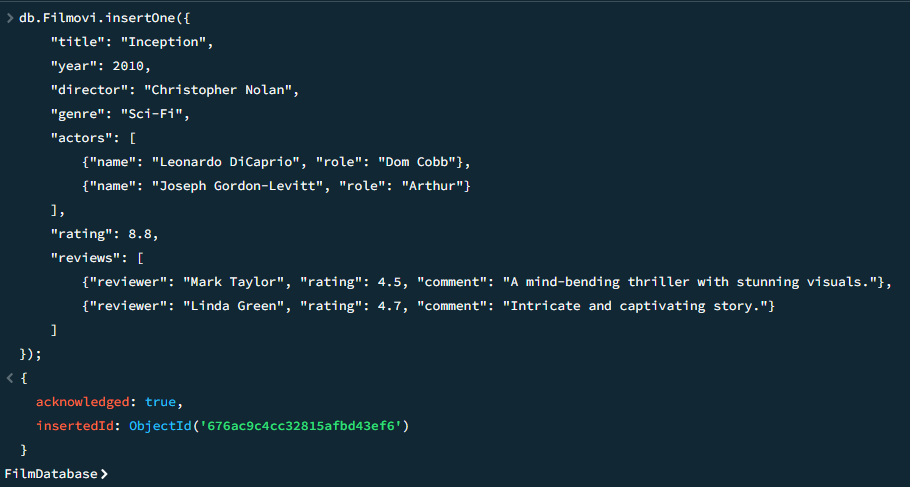 > db.Filmovi.insertOne({
"title": "Inception",
"year": 2010,
"director": "Christopher Nolan",
"genre": "Sci-Fi",
"actors": [
{"name": "Leonardo DiCaprio", "role": "Dom Cobb"},
{"name": "Joseph Gordon-Levitt", "role": "Arthur"}
],
"rating": 8.8,
"reviews": [
{"reviewer": "Mark Taylor", "rating": 4.5, "comment": "A mind-bending thriller with stunning visuals."},
{"reviewer": "Linda Green", "rating": 4.7, "comment": "Intricate and captivating story."}
]
});
< {
acknowledged: true,
insertedId: ObjectId('676ac9c4cc32815afbd43ef6')
}
FilmDatabase>